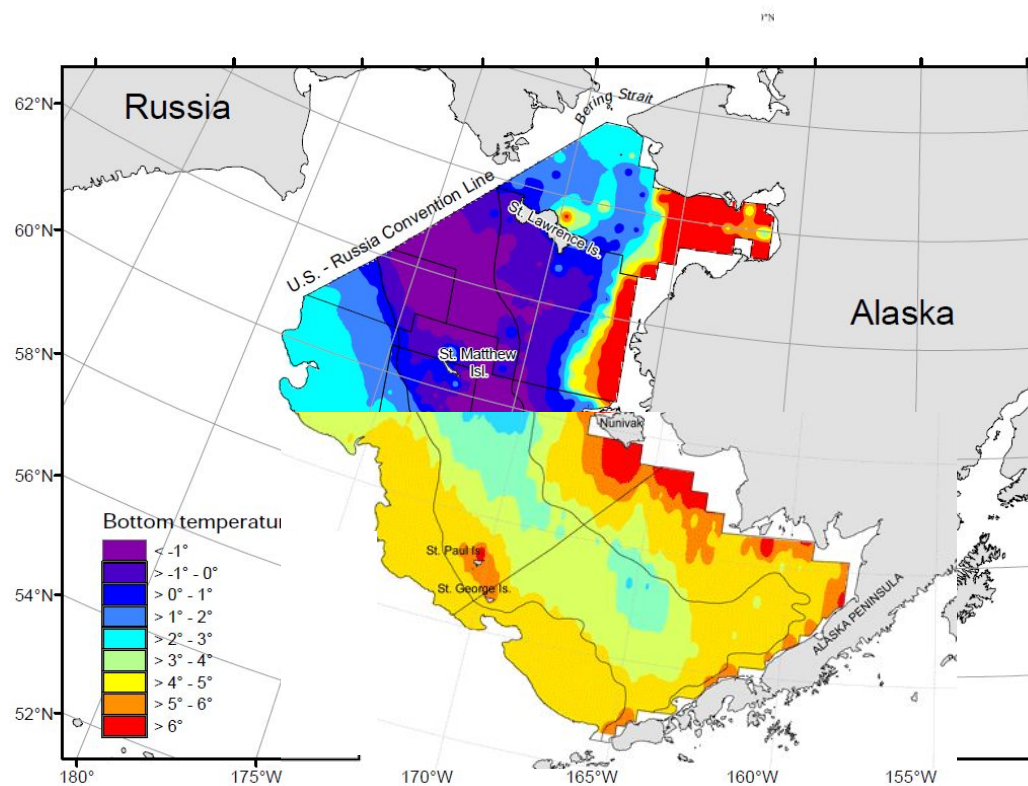 Russia
Bering Strait
62°N
U.S. - Russia Convention Line
St. Lawrence Is.
60°N
Alaska
58°N
St. Matthew
Isl.
Nunivak
56°N
Bottom temperatur
< -1°
> -1° - 0°
> 0° - 1°
> 1° - 2°
> 2° - 3°
> 3° - 4°
> 4° - 5°
> 5° - 6°
> 6°
St. Paul Is.
St. George Is.
54°N
ALASKA PENINSULA
52°N
180°
175°W
170°W
165°W
160°W
155°W